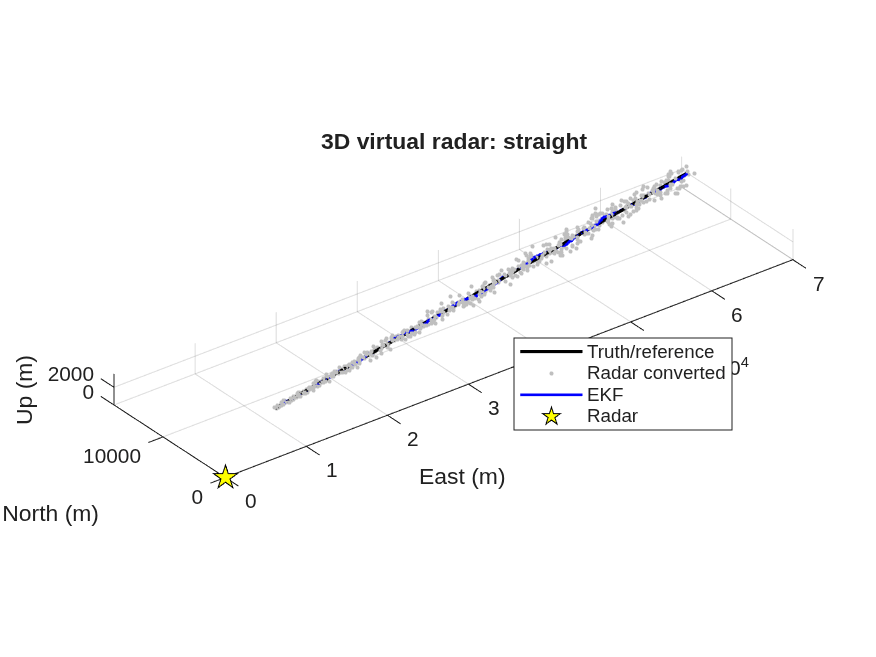 3D virtual radar: straight
Up (m)
2000
0
10000
0
North (m)
0
1
2
3
6
7
East (m)
04
Truth/reference
Radar converted
EKF
Radar